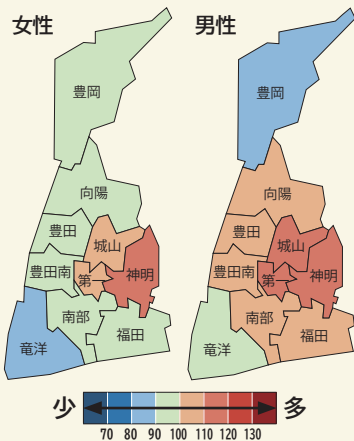 女性
男性
豊岡
豊岡
向陽
向陽
豊田
豊田
城山
城山
豊田南
第一
神明
豊田南
第一
神明
南部
福田
南部
福田
竜洋
竜洋
少
多
70 80 90 100 110 120 130